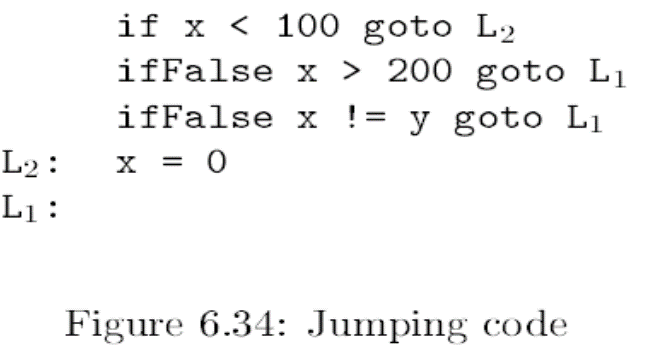 if x < 100 goto L₂
ifFalse x > 200 goto L₁
ifFalse x != y goto L₁
L₂: x = 0
L₁:
Figure 6.34: Jumping code